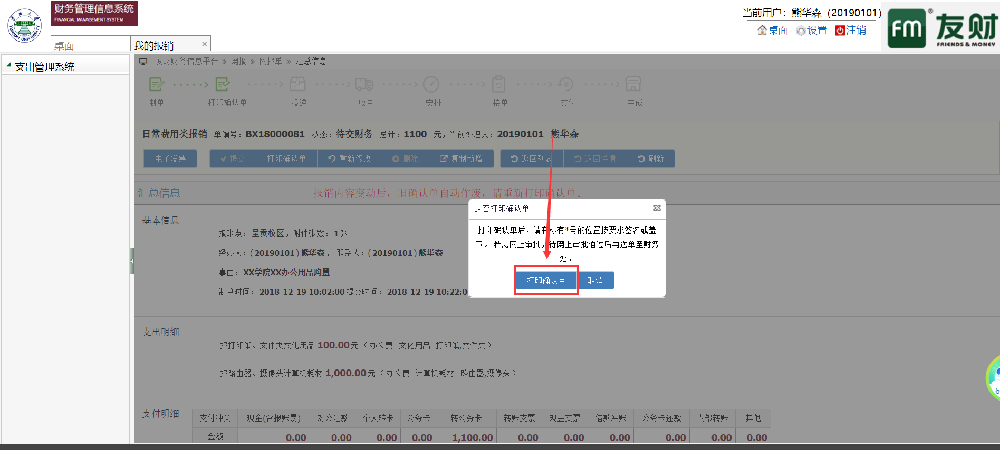 财务管理信息系统
FINANCIAL MANAGEMENT SYSTEM
YUNNAN UNIVERSITY
当前用户：熊华森（20190101）
桌面 设置 注销
fm® 友财
FRIENDS & MONEY
桌面 我的报销
支出管理系统
友财财务信息平台 » 网报 » 网报单 » 汇总信息
制单 打印确认单 投递 收单 安排 接单 支付 完成
日常费用类报销 单编号：BX18000081 状态：待交财务 总计：1100 元，当前处理人：20190101 熊华森
电子发票 提交 打印确认单 重新修改 删除 复制新增 返回列表 返回详情 刷新
汇总信息 报销内容变动后，旧确认单自动作废，请重新打印确认单。
是否打印确认单
打印确认单后，请在标有*号的位置按要求签名或盖
章。 若需网上审批，待网上审批通过后再送单至财务
处。
打印确认单 取消
基本信息
报账点： 呈贡校区，附件张数：1 张
经办人：( 20190101 ) 熊华森， 联系人：( 20190101 ) 熊华森
事由： XX学院XX办公用品购置
制单时间： 2018-12-19 10:02:00 提交时间： 2018-12-19 10:22:0
支出明细
报打印纸、文件夹文化用品 100.00 元（ 办公费 - 文化用品 - 打印纸,文件夹 ）
报路由器、摄像头计算机耗材 1,000.00 元（ 办公费 - 计算机耗材 - 路由器,摄像头 ）
支付明细
支付种类 现金(含报账易) 对公汇款 个人转卡 公务卡 转公务卡 转账支票 现金支票 借款冲账 公务卡还款 内部转账 其他
金额 0.00 0.00 0.00 0.00 1,100.00 0.00 0.00 0.00 0.00 0.00 0.00
6